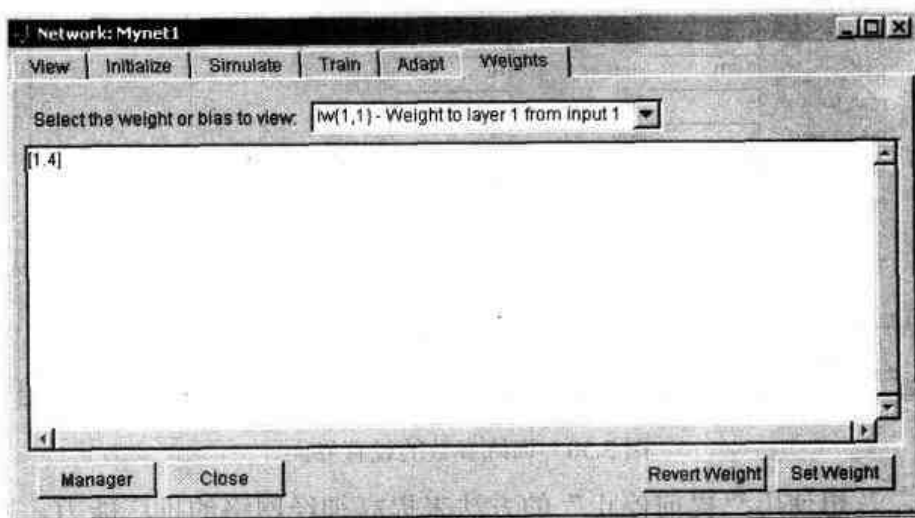 Network: Mynet1
View Initialize Simulate Train Adapt Weights
Select the weight or bias to view: iw{1,1} - Weight to layer 1 from input 1
[1.4]
Manager Close Revert Weight Set Weight